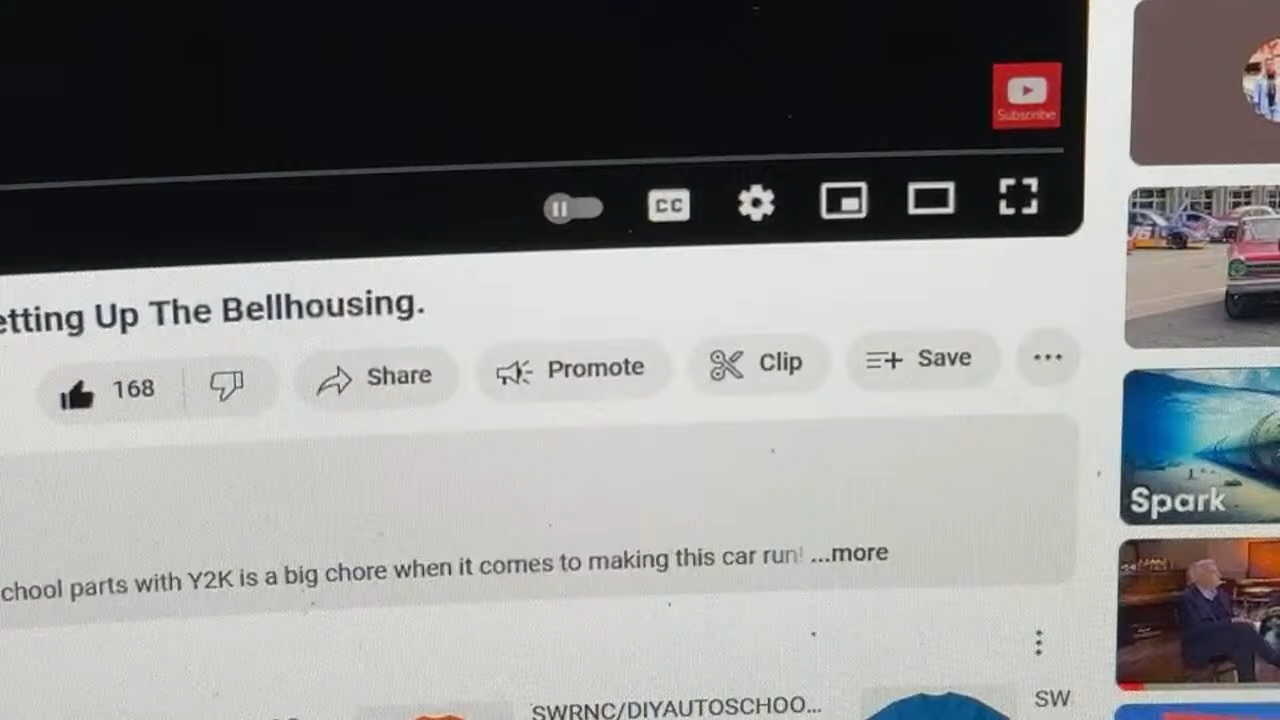 Subscribe
CC
etting Up The Bellhousing.
168
Share
Promote
Clip
Save
chool parts with Y2K is a big chore when it comes to making this car run! ...more
Spark
SWRNC/DIYAUTOSCHOO...
SW